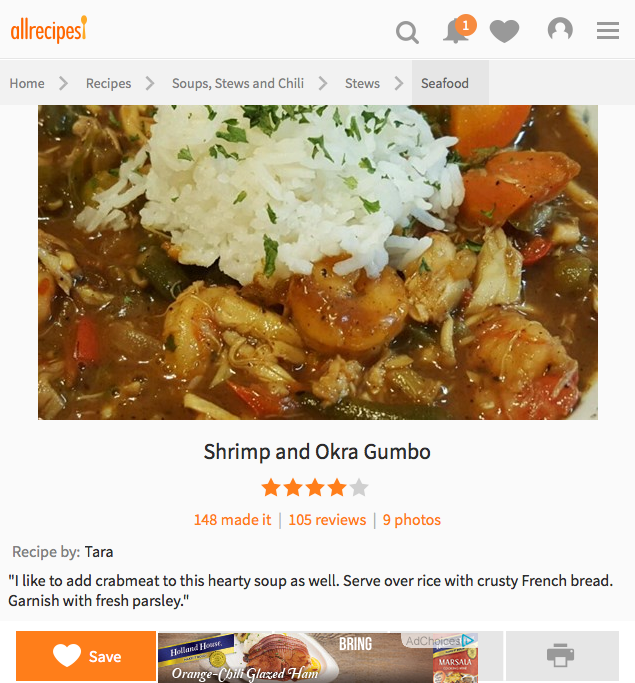 allrecipes
1
Home
Recipes
Soups, Stews and Chili
Stews
Seafood
Shrimp and Okra Gumbo
148 made it | 105 reviews | 9 photos
Recipe by: Tara
"I like to add crabmeat to this hearty soup as well. Serve over rice with crusty French bread.
Garnish with fresh parsley."
Save
Holland House.
Orange-Chili Glazed Ham
BRING
AdChoices
MARSALA